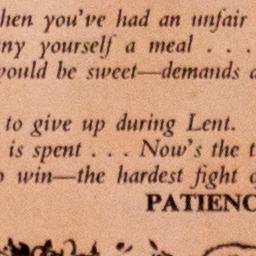 hen you've had an unfair
ny yourself a meal . . .
would be sweet—demands
to give up during Lent.
is spent . . . Now's the t
win—the hardest fight
PATIENC